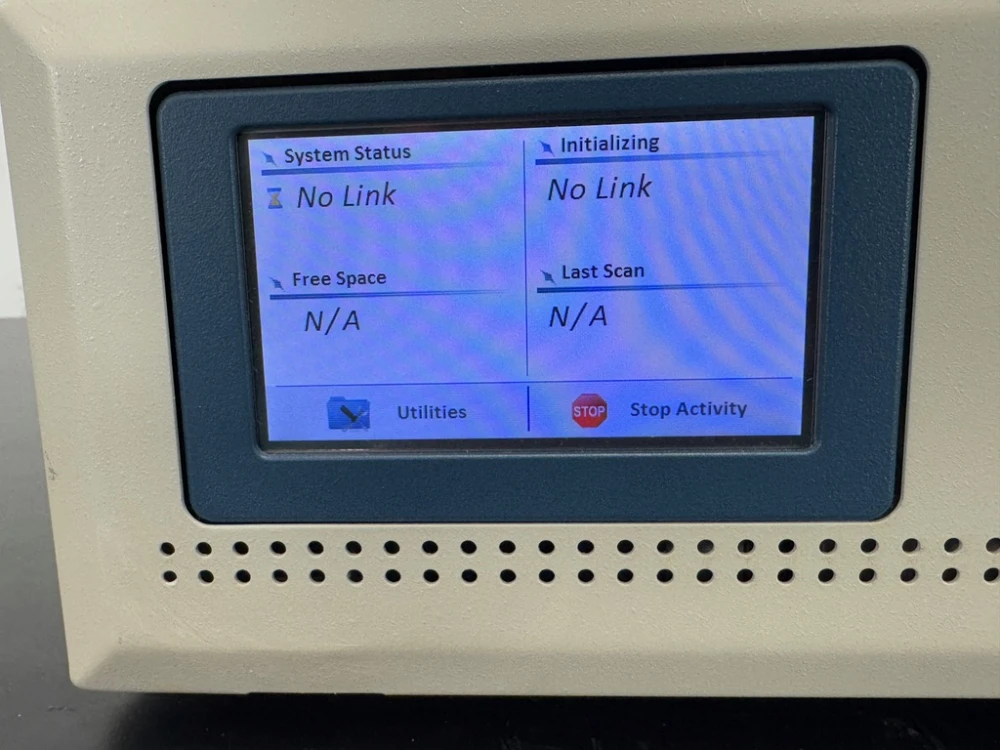 System Status
No Link
Initializing
No Link
Free Space
N/A
Last Scan
N/A
Utilities
STOP Stop Activity